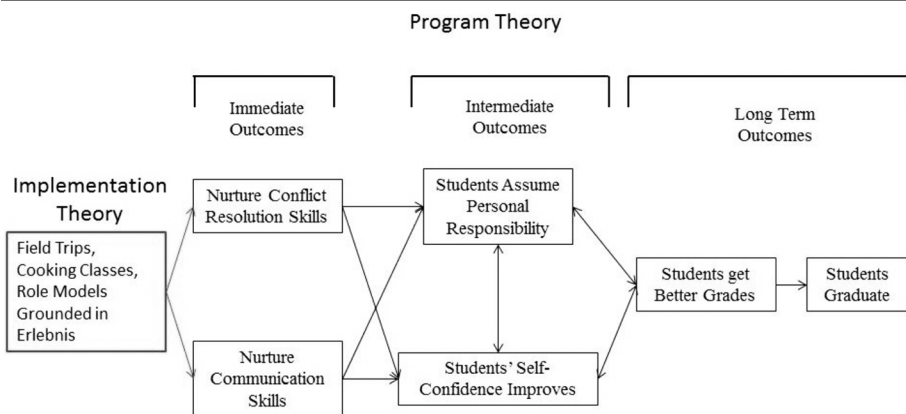 Program Theory
Immediate
Outcomes
Intermediate
Outcomes
Long Term
Outcomes
Implementation
Theory
Field Trips,
Cooking Classes,
Role Models
Grounded in
Erlebnis
Nurture Conflict
Resolution Skills
Nurture
Communication
Skills
Students Assume
Personal
Responsibility
Students’ Self-
Confidence Improves
Students get
Better Grades
Students
Graduate